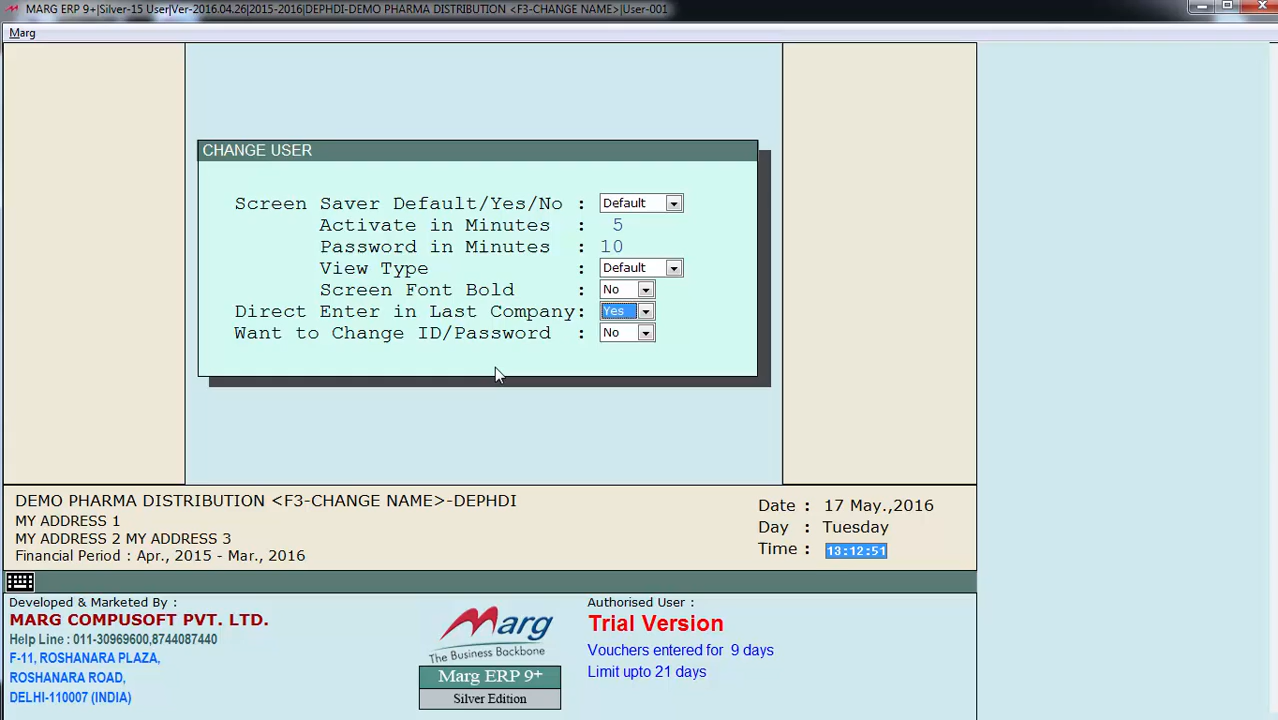 MARG ERP 9+|Silver-15 User|Ver-2016.04.26|2015-2016|DEPHDI-DEMO PHARMA DISTRIBUTION <F3-CHANGE NAME>|User-001
Marg
CHANGE USER
Screen Saver Default/Yes/No : Default
Activate in Minutes : 5
Password in Minutes : 10
View Type : Default
Screen Font Bold : No
Direct Enter in Last Company: Yes
Want to Change ID/Password : No
DEMO PHARMA DISTRIBUTION <F3-CHANGE NAME>-DEPHDI
MY ADDRESS 1
MY ADDRESS 2 MY ADDRESS 3
Financial Period : Apr., 2015 - Mar., 2016
Date : 17 May.,2016
Day : Tuesday
Time : 13:12:51
Developed & Marketed By :
MARG COMPUSOFT PVT. LTD.
Help Line : 011-30969600,8744087440
F-11, ROSHANARA PLAZA,
ROSHANARA ROAD,
DELHI-110007 (INDIA)
Marg
The Business Backbone
Marg ERP 9+
Silver Edition
Authorised User :
Trial Version
Vouchers entered for 9 days
Limit upto 21 days